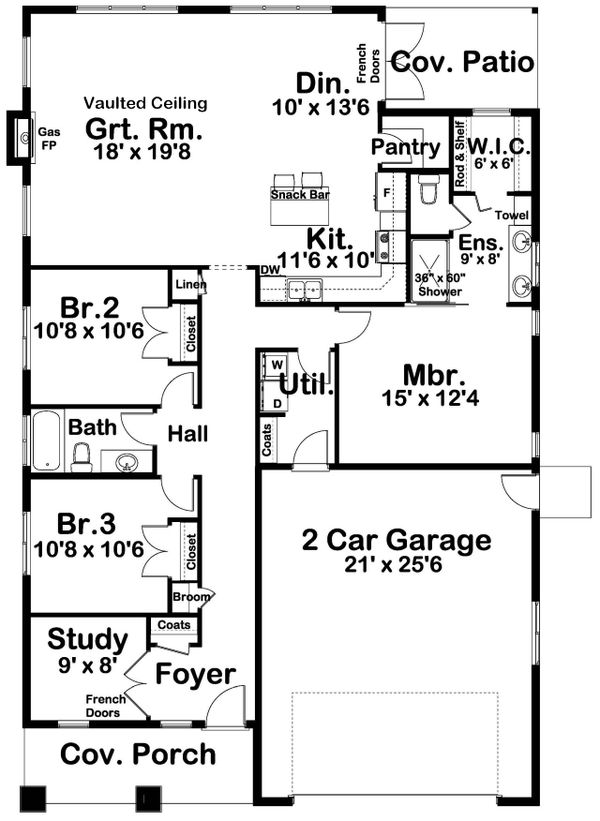 French
Doors
Cov. Patio
Din.
10' x 13'6
Vaulted Ceiling
Grt. Rm.
18' x 19'8
Gas
FP
Pantry
Rod & Shelf
W.I.C.
6' x 6'
F
Snack Bar
Towel
Kit.
11'6 x 10'
Ens.
9' x 8'
DW
36" x 60"
Shower
Linen
Br.2
10'8 x 10'6
Closet
W
D
Util.
Mbr.
15' x 12'4
Bath
Hall
Coats
Br.3
10'8 x 10'6
Closet
2 Car Garage
21' x 25'6
Broom
Coats
Study
9' x 8'
Foyer
French
Doors
Cov. Porch